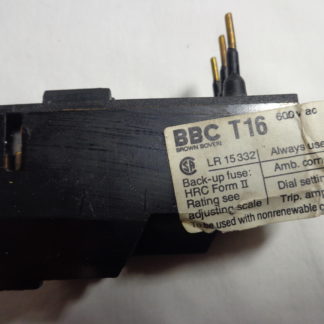 BBC T16 600 V ac
BROWN BOVERI
LR 15332
Back-up fuse:
HRC Form II
Rating see
adjusting scale
Always use
Amb. com
Dial setti
Trip. amp
to be used with nonrenewable